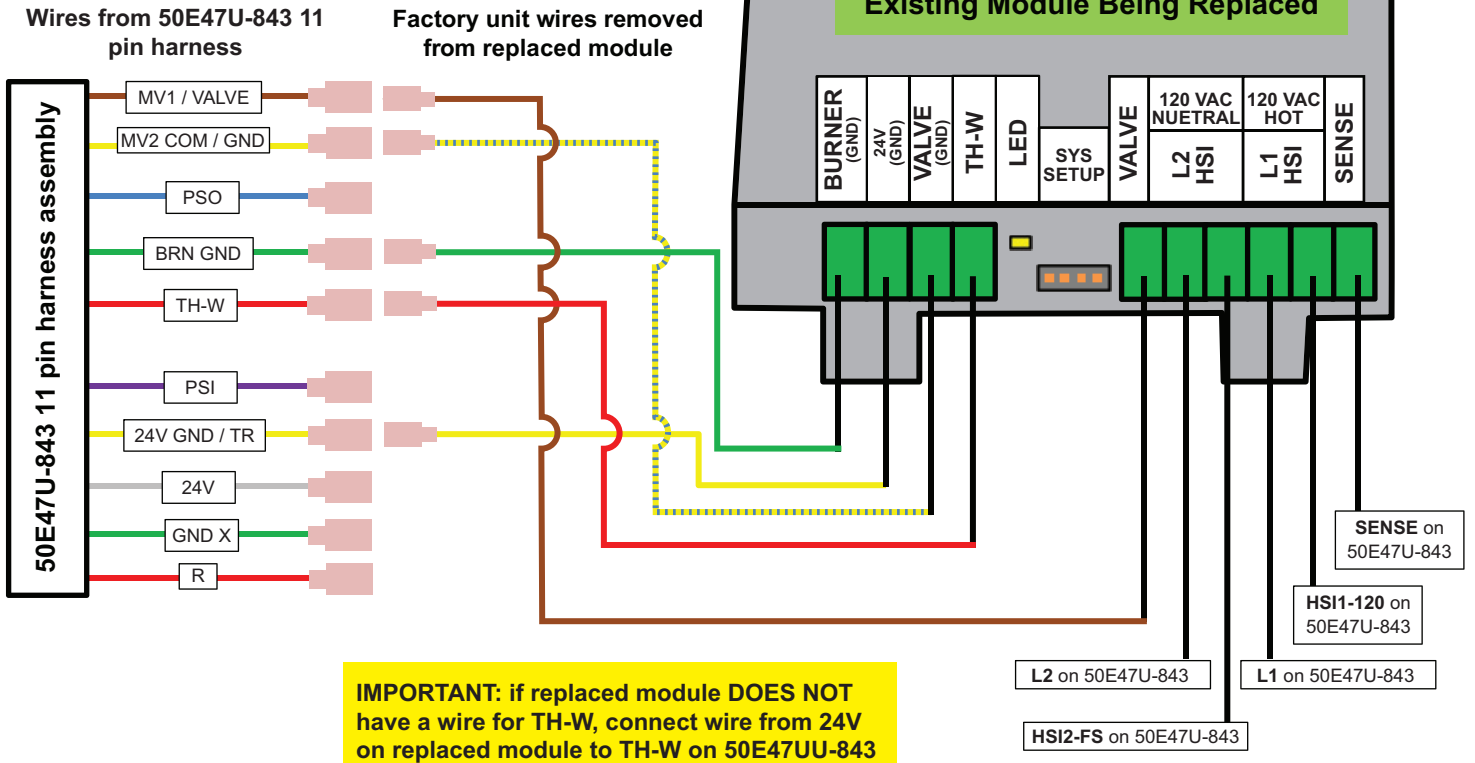 Wires from 50E47U-843 11
pin harness
Factory unit wires removed
from replaced module
Existing Module Being Replaced
50E47U-843 11 pin harness assembly
MV1 / VALVE
MV2 COM / GND
PSO
BRN GND
TH-W
PSI
24V GND / TR
24V
GND X
R
BURNER
(GND)
24V
(GND)
VALVE
(GND)
TH-W
LED
SYS
SETUP
VALVE
120 VAC
NUETRAL
L2
HSI
120 VAC
HOT
L1
HSI
SENSE
SENSE on
50E47U-843
HSI1-120 on
50E47U-843
L2 on 50E47U-843
L1 on 50E47U-843
HSI2-FS on 50E47U-843
IMPORTANT: if replaced module DOES NOT
have a wire for TH-W, connect wire from 24V
on replaced module to TH-W on 50E47UU-843